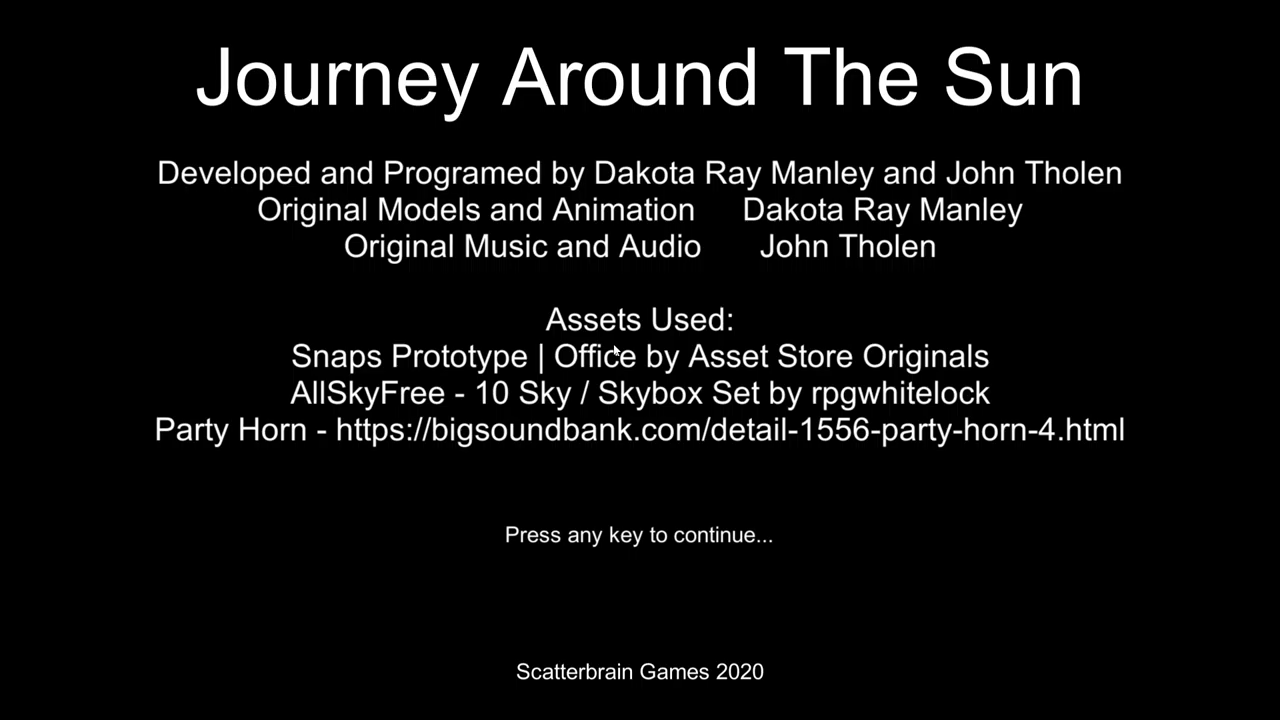 Journey Around The Sun
Developed and Programed by Dakota Ray Manley and John Tholen
Original Models and Animation Dakota Ray Manley
Original Music and Audio John Tholen
Assets Used:
Snaps Prototype | Office by Asset Store Originals
AllSkyFree - 10 Sky / Skybox Set by rpgwhitelock
Party Horn - https://bigsoundbank.com/detail-1556-party-horn-4.html
Press any key to continue...
Scatterbrain Games 2020